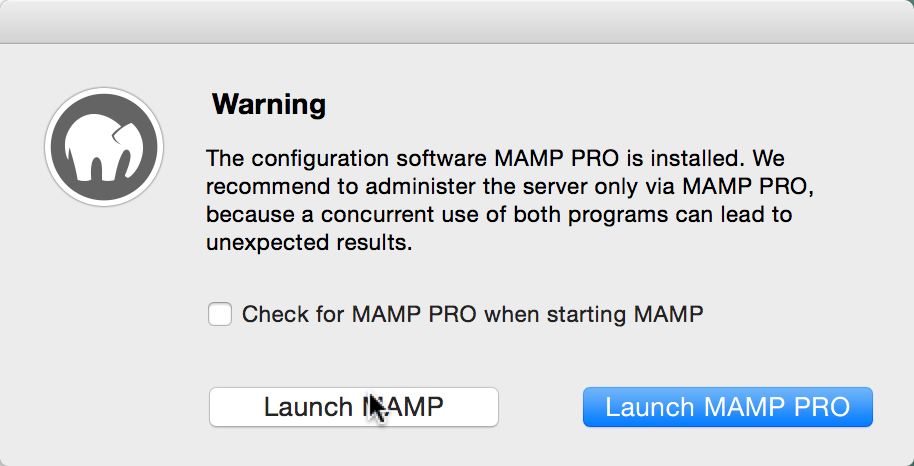 Warning
The configuration software MAMP PRO is installed. We
recommend to administer the server only via MAMP PRO,
because a concurrent use of both programs can lead to
unexpected results.
Check for MAMP PRO when starting MAMP
Launch MAMP
Launch MAMP PRO